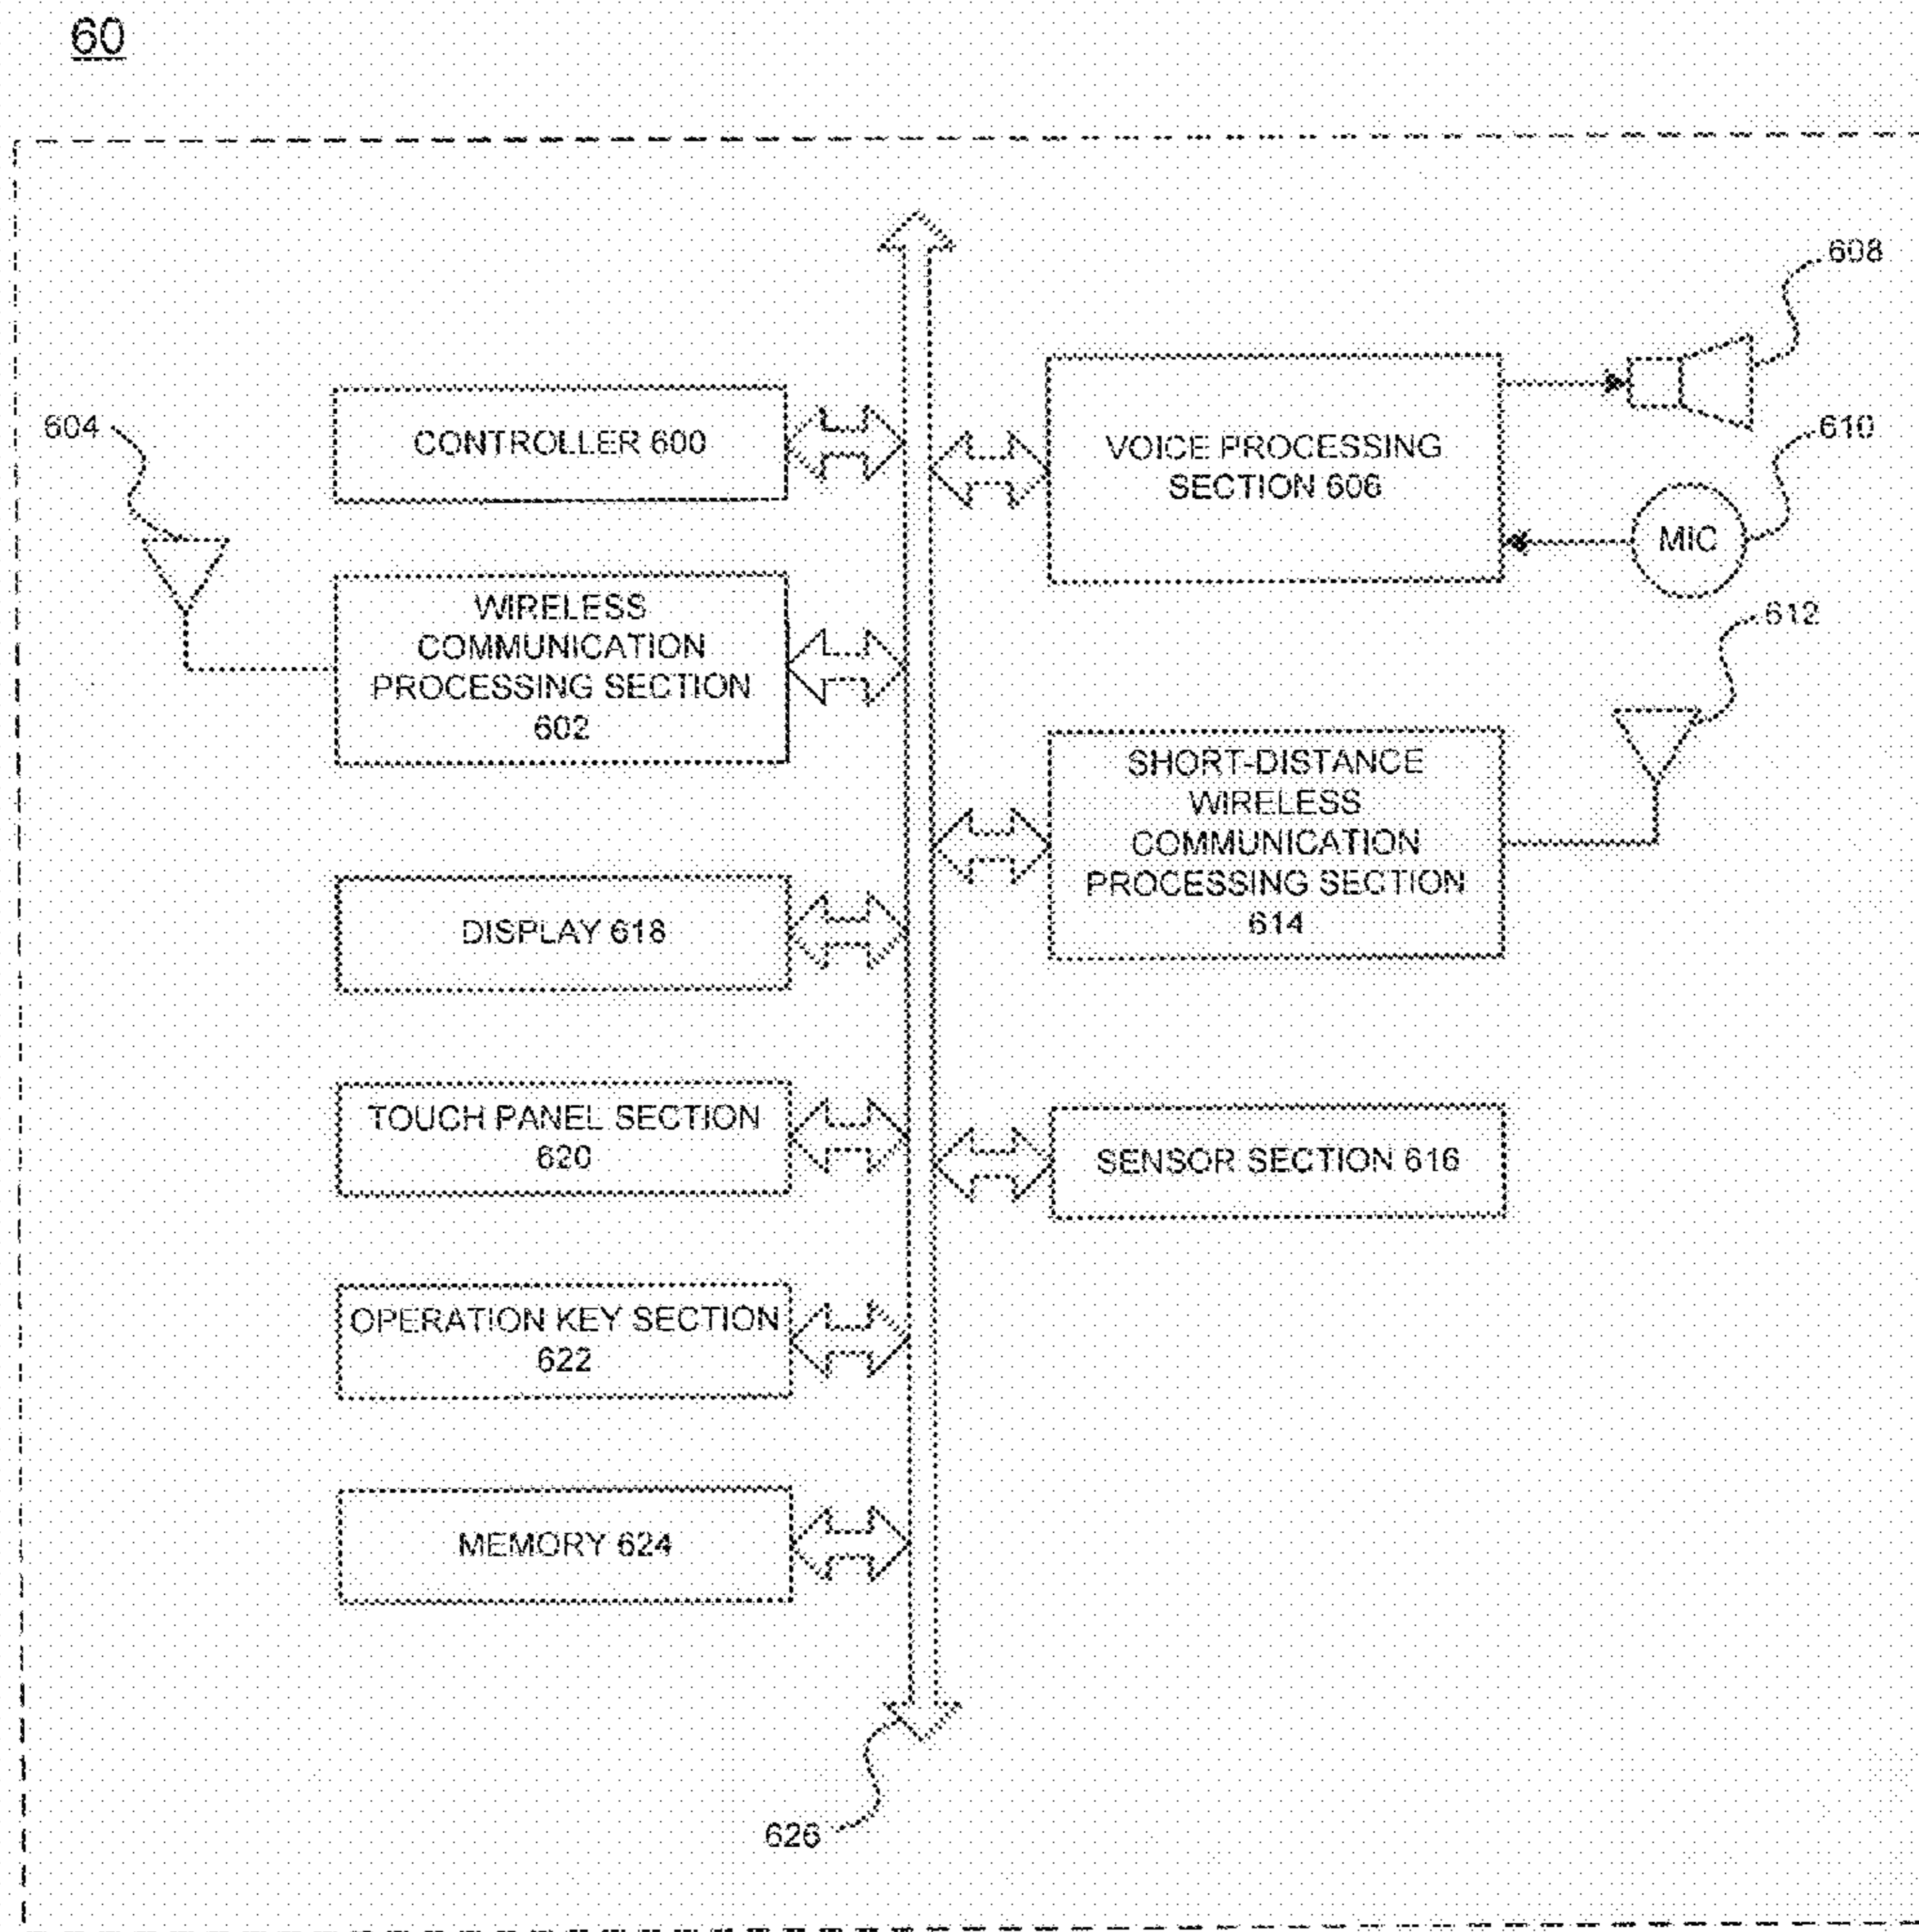 60
608
604
CONTROLLER 600
VOICE PROCESSING
SECTION 606
610
MIC
WIRELESS
COMMUNICATION
PROCESSING SECTION
602
612
SHORT-DISTANCE
WIRELESS
COMMUNICATION
PROCESSING SECTION
614
DISPLAY 618
TOUCH PANEL SECTION
620
SENSOR SECTION 616
OPERATION KEY SECTION
622
MEMORY 624
626